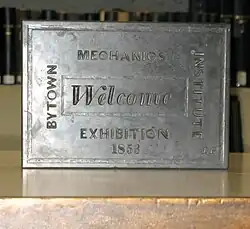 BYTOWN
MECHANICS
INSTITUTE
Welcome
EXHIBITION
1853